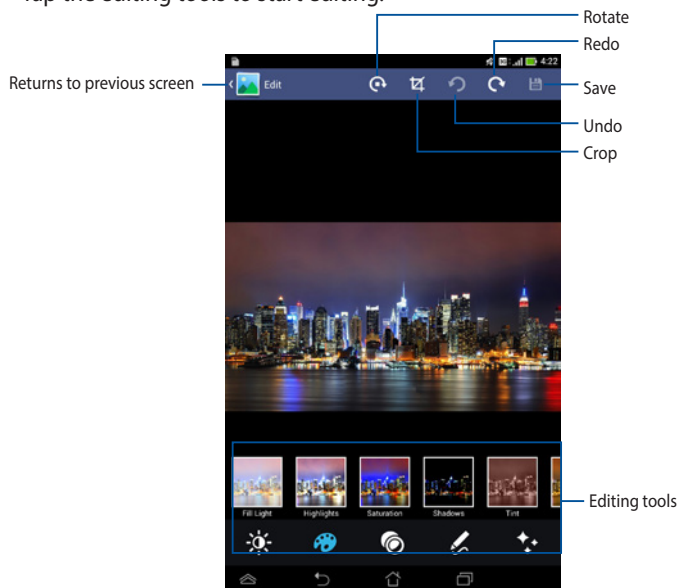 Tap the editing tools to start editing.
Rotate
Redo
4:22
Returns to previous screen
Edit
Save
Undo
Crop
Fill Light
Highlights
Saturation
Shadows
Tint
Editing tools